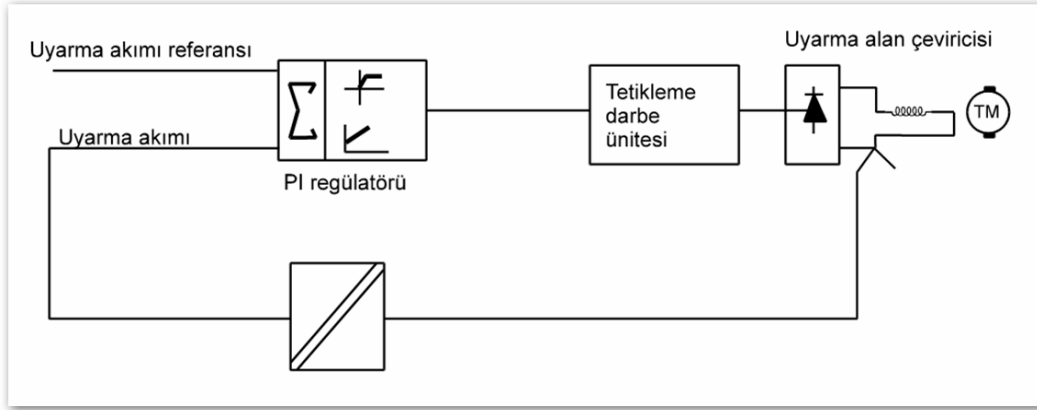 Uyarma akımı referansı
Uyarma alan çeviricisi
Uyarma akımı
Tetikleme
darbe
ünitesi
TM
PI regülatörü